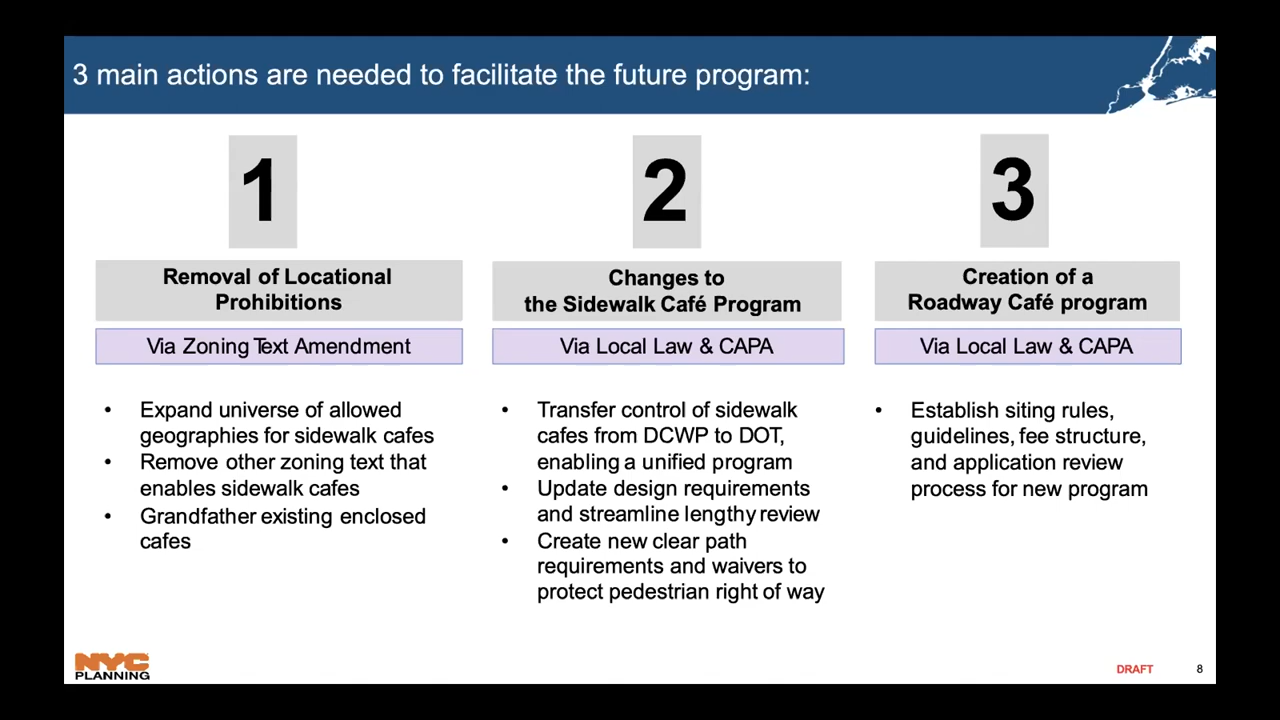 3 main actions are needed to facilitate the future program:
1
Removal of Locational
Prohibitions
Via Zoning Text Amendment
• Expand universe of allowed
geographies for sidewalk cafes
• Remove other zoning text that
enables sidewalk cafes
• Grandfather existing enclosed
cafes
2
Changes to
the Sidewalk Café Program
Via Local Law & CAPA
• Transfer control of sidewalk
cafes from DCWP to DOT,
enabling a unified program
• Update design requirements
and streamline lengthy review
• Create new clear path
requirements and waivers to
protect pedestrian right of way
3
Creation of a
Roadway Café program
Via Local Law & CAPA
• Establish siting rules,
guidelines, fee structure,
and application review
process for new program
NYC
PLANNING
DRAFT
8